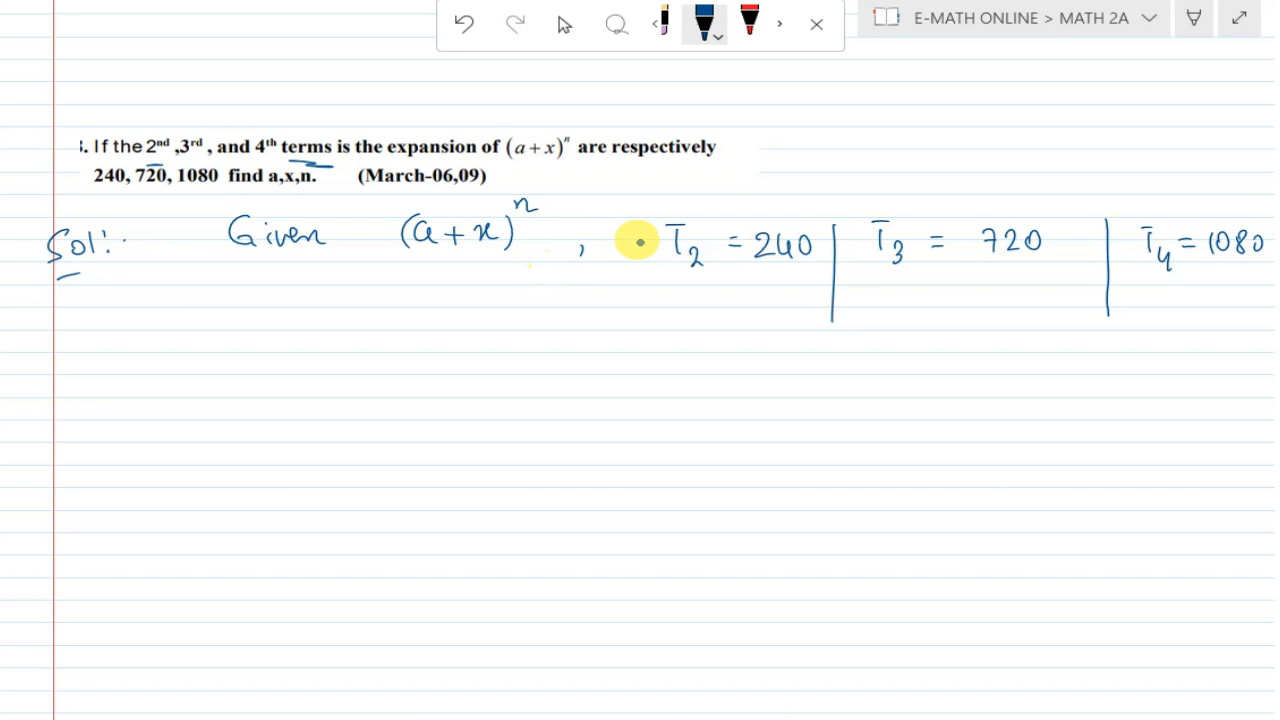 E-MATH ONLINE > MATH 2A
. If the 2nd ,3rd , and 4th terms is the expansion of (a + x)^n are respectively
240, 720, 1080 find a,x,n. (March-06,09)
Sol: Given (a + x)^n , T2 = 240 | T3 = 720 | T4 = 1080